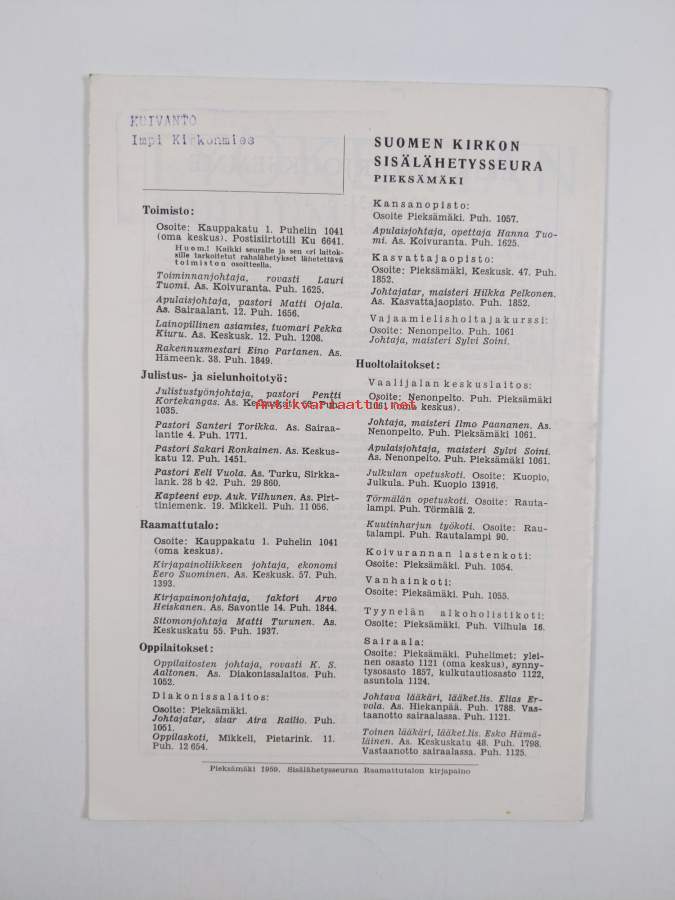 KUIVANTO
Impi Kirkonmies
SUOMEN KIRKON
SISÄLÄHETYSSEURA
PIEKSÄMÄKI
Toimisto:
Osoite: Kauppakatu 1. Puhelin 1041
(oma keskus). Postisiirtotili Ku 6641.
Huom.! Kaikki seuralle ja sen eri laitok-
sille tarkoitetut rahalähetykset lähetettävä
toimiston osoitteella.
Toiminnanjohtaja, rovasti Lauri
Tuomi. As. Koivuranta. Puh. 1625.
Apulaisjohtaja, pastori Matti Ojala.
As. Sairaalant. 12. Puh. 1656.
Lainopillinen asiamies, tuomari Pekka
Kiuru. As. Keskusk. 12. Puh. 1208.
Rakennusmestari Eino Partanen. As.
Hämeenk. 38. Puh. 1849.
Julistus- ja sielunhoitotyö:
Julistustyönjohtaja, pastori Pentti
Kortekangas. As. Keskuskatu Puh.
1035.
Pastori Santeri Torikka. As. Sairaa-
lantie 4. Puh. 1771.
Pastori Sakari Ronkainen. As. Keskus-
katu 12. Puh. 1451.
Pastori Eeli Vuola. As. Turku, Sirkka-
lank. 28 b 42. Puh. 29 860.
Kapteeni evp. Auk. Vilhunen. As. Pirt-
tiniemenk. 19. Mikkeli. Puh. 11 056.
Raamattutalo:
Osoite: Kauppakatu 1. Puhelin 1041
(oma keskus).
Kirjapainoliikkeen johtaja, ekonomi
Eero Suominen. As. Keskusk. 57. Puh.
1393.
Kirjapainonjohtaja, faktori Arvo
Heiskanen. As. Savontie 14. Puh. 1844.
Sitomonjohtaja Matti Turunen. As.
Keskuskatu 55. Puh. 1937.
Oppilaitokset:
Oppilaitosten johtaja, rovasti K. S.
Aaltonen. As. Diakonissalaitos. Puh.
1052.
Diakonissalaitos:
Osoite: Pieksämäki.
Johtajatar, sisar Aira Railio. Puh.
1051.
Oppilaskoti, Mikkeli, Pietarink. 11.
Puh. 12 654.
Kansanopisto:
Osoite Pieksämäki. Puh. 1057.
Apulaisjohtaja, opettaja Hanna Tuo-
mi. As. Koivuranta. Puh. 1625.
Kasvattajaopisto:
Osoite: Pieksämäki, Keskusk. 47. Puh.
1852.
Johtajatar, maisteri Hilkka Pelkonen.
As. Kasvattajaopisto. Puh. 1852.
Vajaamielishoitajakurssi:
Osoite: Nenonpelto. Puh. 1061
Johtaja, maisteri Sylvi Soini.
Huoltolaitokset:
Vaalijalan keskuslaitos:
Osoite: Nenonpelto. Puh. Pieksämäki
1061 (oma keskus).
Johtaja, maisteri Ilmo Paananen. As.
Nenonpelto. Puh. Pieksämäki 1061.
Apulaisjohtaja, maisteri Sylvi Soini.
As. Nenonpelto. Puh. Pieksämäki 1061.
Julkulan opetuskoti. Osoite: Kuopio,
Julkula. Puh. Kuopio 13916.
Törmälän opetuskoti. Osoite: Rauta-
lampi. Puh. Törmälä 2.
Kuutinharjun työkoti. Osoite: Rau-
talampi. Puh. Rautalampi 90.
Koivurannan lastenkoti:
Osoite: Pieksämäki. Puh. 1054.
Vanhainkoti:
Osoite: Pieksämäki. Puh. 1055.
Tyynelän alkoholistikoti:
Osoite: Pieksämäki. Puh. Vilhula 16.
Sairaala:
Osoite: Pieksämäki. Puhelimet: ylei-
nen osasto 1121 (oma keskus), synny-
tysosasto 1857, kulkutautiosasto 1122,
asuntola 1124.
Johtava lääkäri, lääket.lis. Elias Er-
vola. As. Hiekanpää. Puh. 1788. Vas-
taanotto sairaalassa. Puh. 1121.
Toinen lääkäri, lääket.lis. Esko Hämä-
läinen. As. Keskuskatu 48. Puh. 1798.
Vastaanotto sairaalassa. Puh. 1125.
Pieksämäki 1959. Sisälähetysseuran Raamattutalon kirjapaino
Antikvariaatti.net